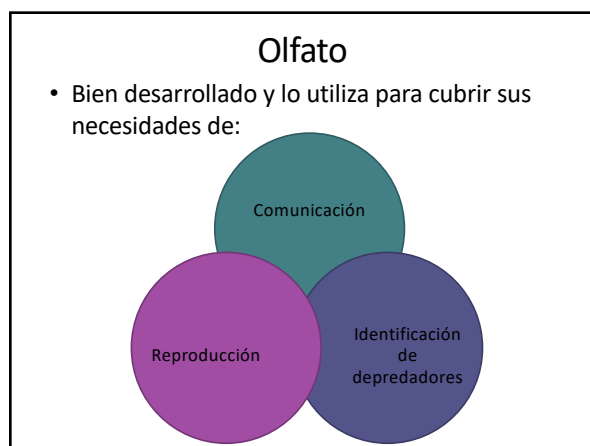 Olfato
• Bien desarrollado y lo utiliza para cubrir sus
necesidades de:
Comunicación
Reproducción
Identificación
de
depredadores